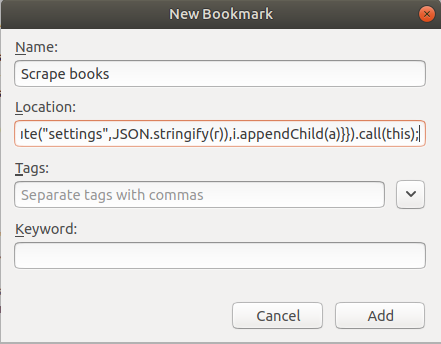 New Bookmark
Name:
Scrape books
Location:
ute("settings",JSON.stringify(r)),i.appendChild(a)}}).call(this);
Tags:
Separate tags with commas
Keyword:
Cancel Add